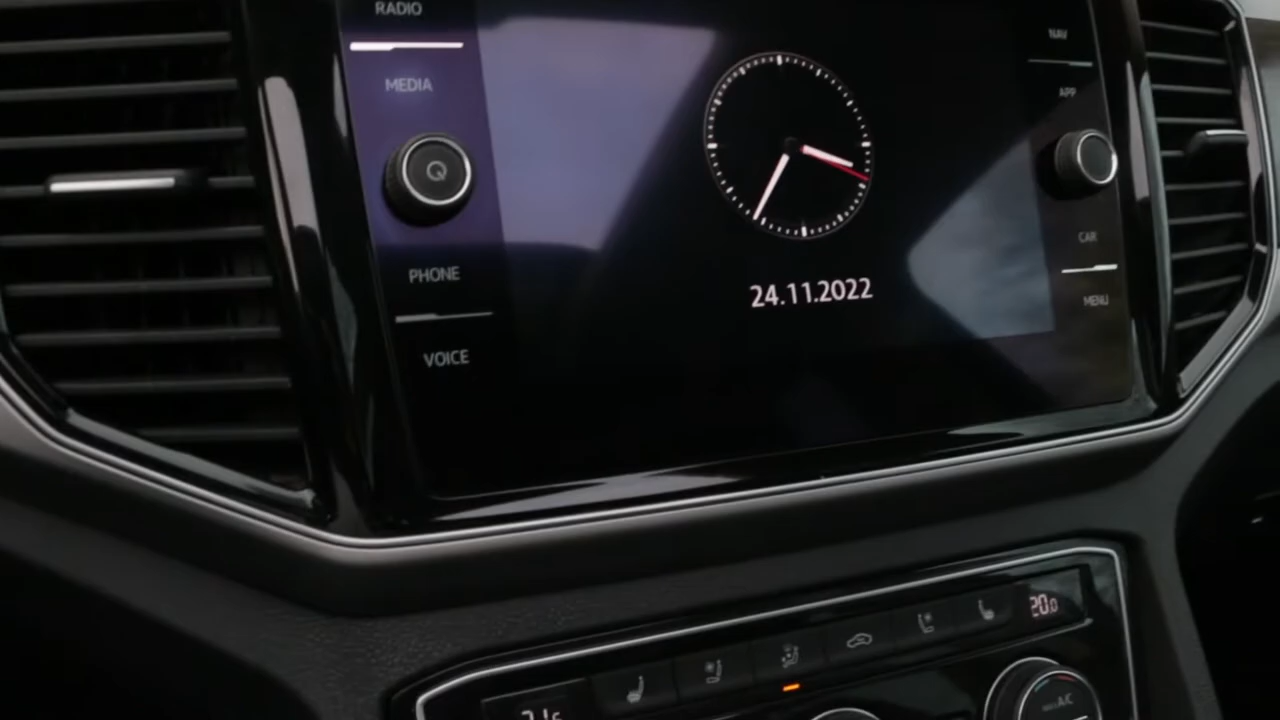 RADIO
MEDIA
PHONE
VOICE
24.11.2022
NAV
APP
CAR
MENU
20.0
A/C